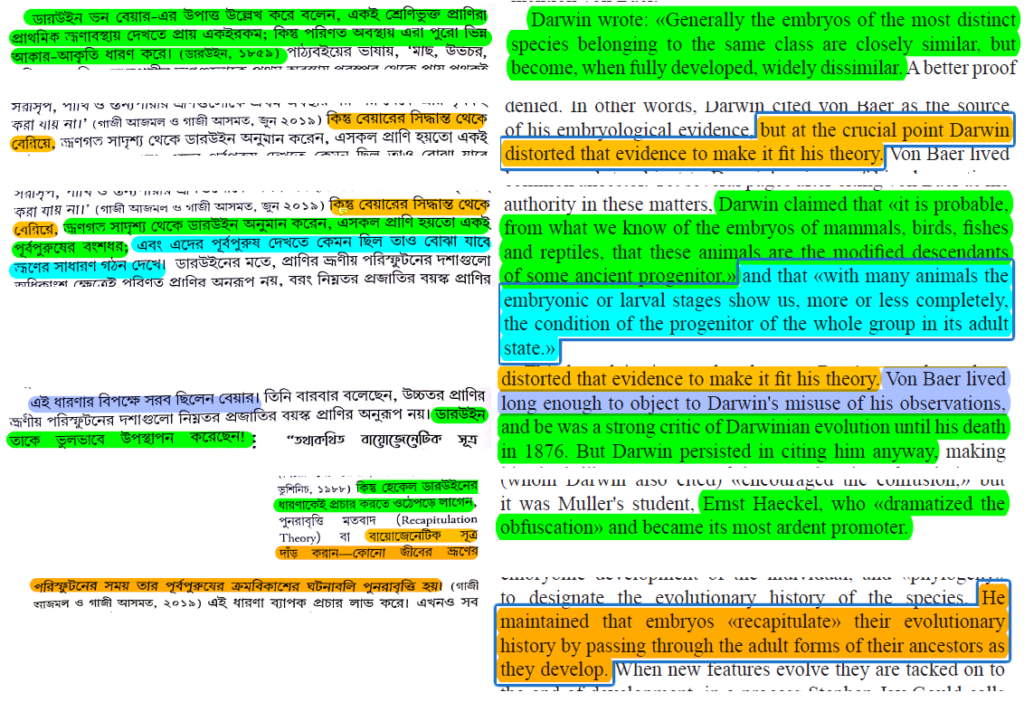 ডারউইন ভন বেয়ার-এর উপাত্ত উল্লেখ করে বলেন, একই শ্রেণিভুক্ত প্রাণিরা
প্রাথমিক ভ্রূণাবস্থায় দেখতে প্রায় একইরকম; কিন্তু পরিণত অবস্থায় এরা পুরো ভিন্ন
আকার-আকৃতি ধারণ করে। (ডারউইন, ১৮৫৯) পাঠ্যবইয়ের ভাষায়, 'মাছ, উভচর,
সরীসৃপ, পাখি ও স্তন্যপায়ীর
করা যায় না।' (গাজী আজমল ও গাজী আসমত, জুন ২০১৯) কিন্তু বেয়ারের সিদ্ধান্ত থেকে
বেরিয়ে, ভ্রূণগত সাদৃশ্য থেকে ডারউইন অনুমান করেন, এসকল প্রাণি হয়তো একই
পূর্বপুরুষ দেখতে কেমন ছিল তাও বোঝা যাবে
সরীসৃপ, পাখি ও স্তন্যপায়ীর
করা যায় না।' (গাজী আজমল ও গাজী আসমত, জুন ২০১৯) কিন্তু বেয়ারের সিদ্ধান্ত থেকে
বেরিয়ে, ভ্রূণগত সাদৃশ্য থেকে ডারউইন অনুমান করেন, এসকল প্রাণি হয়তো একই
পূর্বপুরুষের বংশধর; এবং এদের পূর্বপুরুষ দেখতে কেমন ছিল তাও বোঝা যাবে
ভ্রূণের সাধারণ গঠন দেখে। ডারউইনের মতে, প্রাণির ভ্রূণীয় পরিস্ফুটনের দশাগুলো
অধিকাংশ ক্ষেত্রেই পরিণত প্রাণির অনুরূপ নয়, বরং নিম্নতর প্রজাতির বয়স্ক প্রাণির
এই ধারণার বিপক্ষে সরব ছিলেন বেয়ার। তিনি বারবার বলেছেন, উচ্চতর প্রাণির
ভ্রূণীয় পরিস্ফুটনের দশাগুলো নিম্নতর প্রজাতির বয়স্ক প্রাণির অনুরূপ নয়। ডারউইন
তাকে ভুলভাবে উপস্থাপন করেছেন! : "তথাকথিত বায়োজেনেটিক সূত্র
ভূশিনিচ, ১৯৮৮) কিন্তু হেকেল ডারউইনের
ধারণাকেই প্রচার করতে ওঠেপড়ে লাগেন,
পুনরাবৃত্তি মতবাদ (Recapitulation
Theory) বা বায়োজেনেটিক সূত্র
দাঁড় করান—কোনো জীবের ভ্রূণের
পরিস্ফুটনের সময় তার পূর্বপুরুষের ক্রমবিকাশের ঘটনাবলি পুনরাবৃত্তি হয়। (গাজী
আজমল ও গাজী আসমত, ২০১৯) এই ধারণা ব্যাপক প্রচার লাভ করে। এখনও সব
Darwin wrote: «Generally the embryos of the most distinct
species belonging to the same class are closely similar, but
become, when fully developed, widely dissimilar. A better proof
denied. In other words, Darwin cited von Baer as the source
of his embryological evidence, but at the crucial point Darwin
distorted that evidence to make it fit his theory. Von Baer lived
authority in these matters, Darwin claimed that «it is probable,
from what we know of the embryos of mammals, birds, fishes
and reptiles, that these animals are the modified descendants
of some ancient progenitor.» and that «with many animals the
embryonic or larval stages show us, more or less completely,
the condition of the progenitor of the whole group in its adult
state.»
distorted that evidence to make it fit his theory. Von Baer lived
long enough to object to Darwin's misuse of his observations,
and be was a strong critic of Darwinian evolution until his death
in 1876. But Darwin persisted in citing him anyway, making
(whom Darwin also cited) «encouraged the confusion,» but
it was Muller's student, Ernst Haeckel, who «dramatized the
obfuscation» and became its most ardent promoter.
embryonic development of the individual, and «phylogeny»
to designate the evolutionary history of the species. He
maintained that embryos «recapitulate» their evolutionary
history by passing through the adult forms of their ancestors as
they develop. When new features evolve they are tacked on to